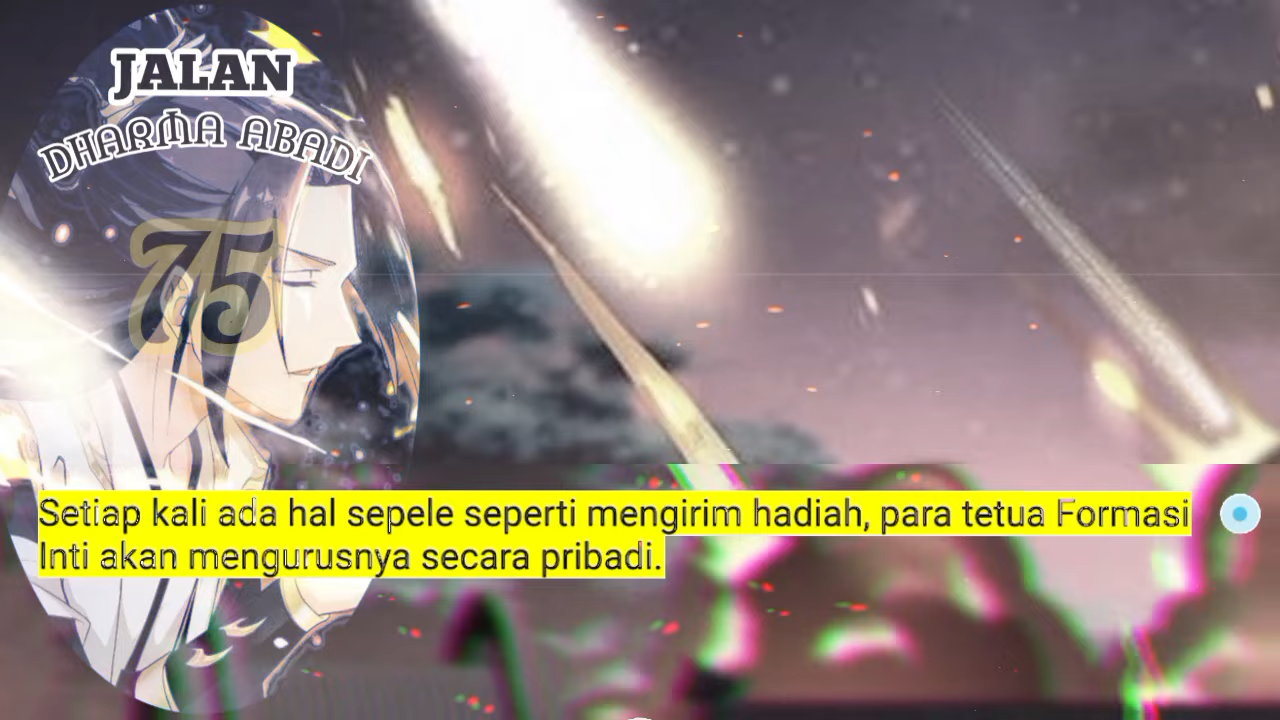 JALAN
DHARMA ABADI
75
Setiap kali ada hal sepele seperti mengirim hadiah, para tetua Formasi
Inti akan mengurusnya secara pribadi.